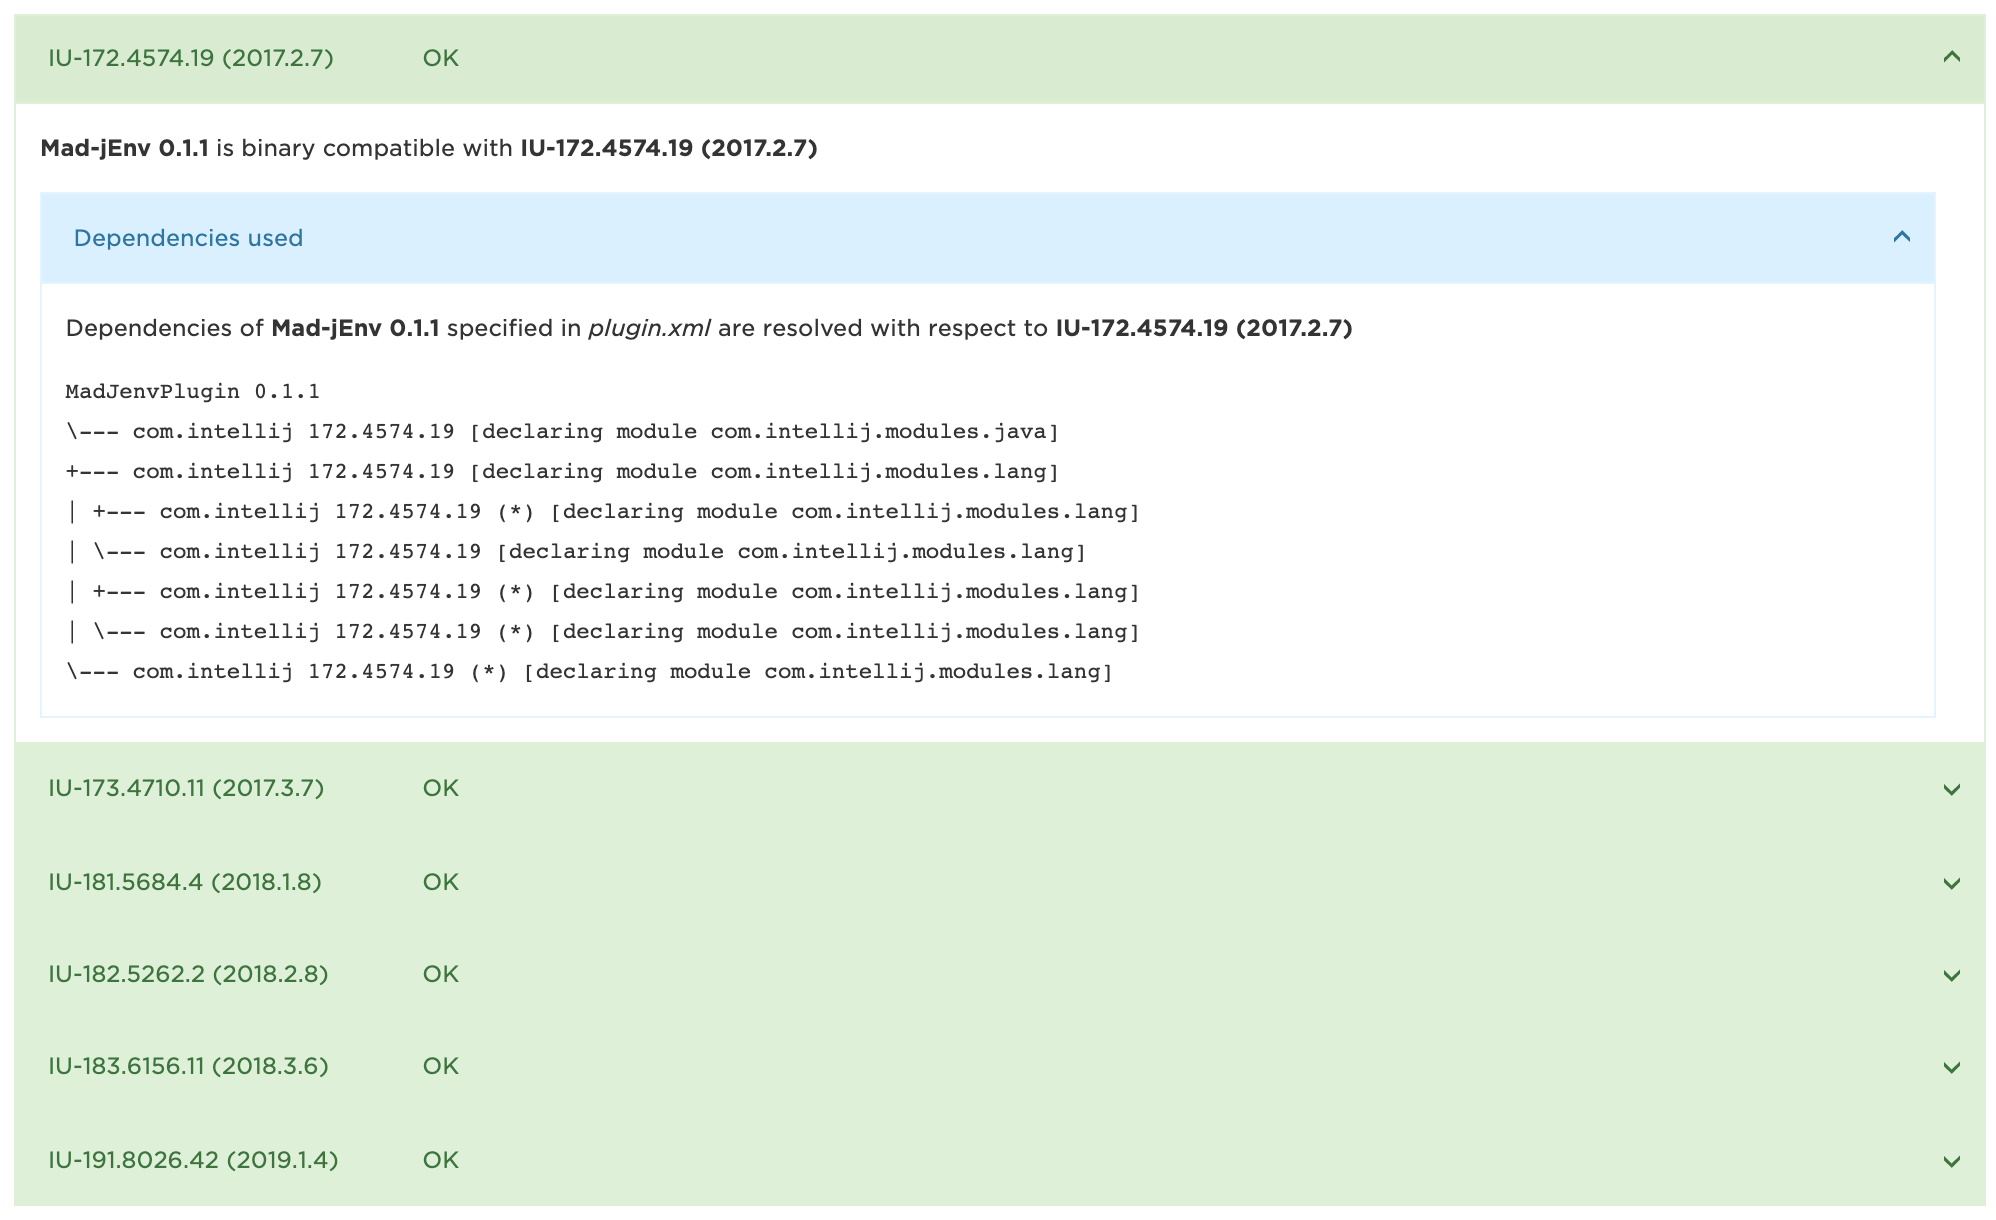 IU-172.4574.19 (2017.2.7) OK
Mad-jEnv 0.1.1 is binary compatible with IU-172.4574.19 (2017.2.7)
Dependencies used
Dependencies of Mad-jEnv 0.1.1 specified in plugin.xml are resolved with respect to IU-172.4574.19 (2017.2.7)
MadJenvPlugin 0.1.1
\--- com.intellij 172.4574.19 [declaring module com.intellij.modules.java]
+--- com.intellij 172.4574.19 [declaring module com.intellij.modules.lang]
| +--- com.intellij 172.4574.19 (*) [declaring module com.intellij.modules.lang]
| \--- com.intellij 172.4574.19 [declaring module com.intellij.modules.lang]
| +--- com.intellij 172.4574.19 (*) [declaring module com.intellij.modules.lang]
| \--- com.intellij 172.4574.19 (*) [declaring module com.intellij.modules.lang]
\--- com.intellij 172.4574.19 (*) [declaring module com.intellij.modules.lang]
IU-173.4710.11 (2017.3.7) OK
IU-181.5684.4 (2018.1.8) OK
IU-182.5262.2 (2018.2.8) OK
IU-183.6156.11 (2018.3.6) OK
IU-191.8026.42 (2019.1.4) OK